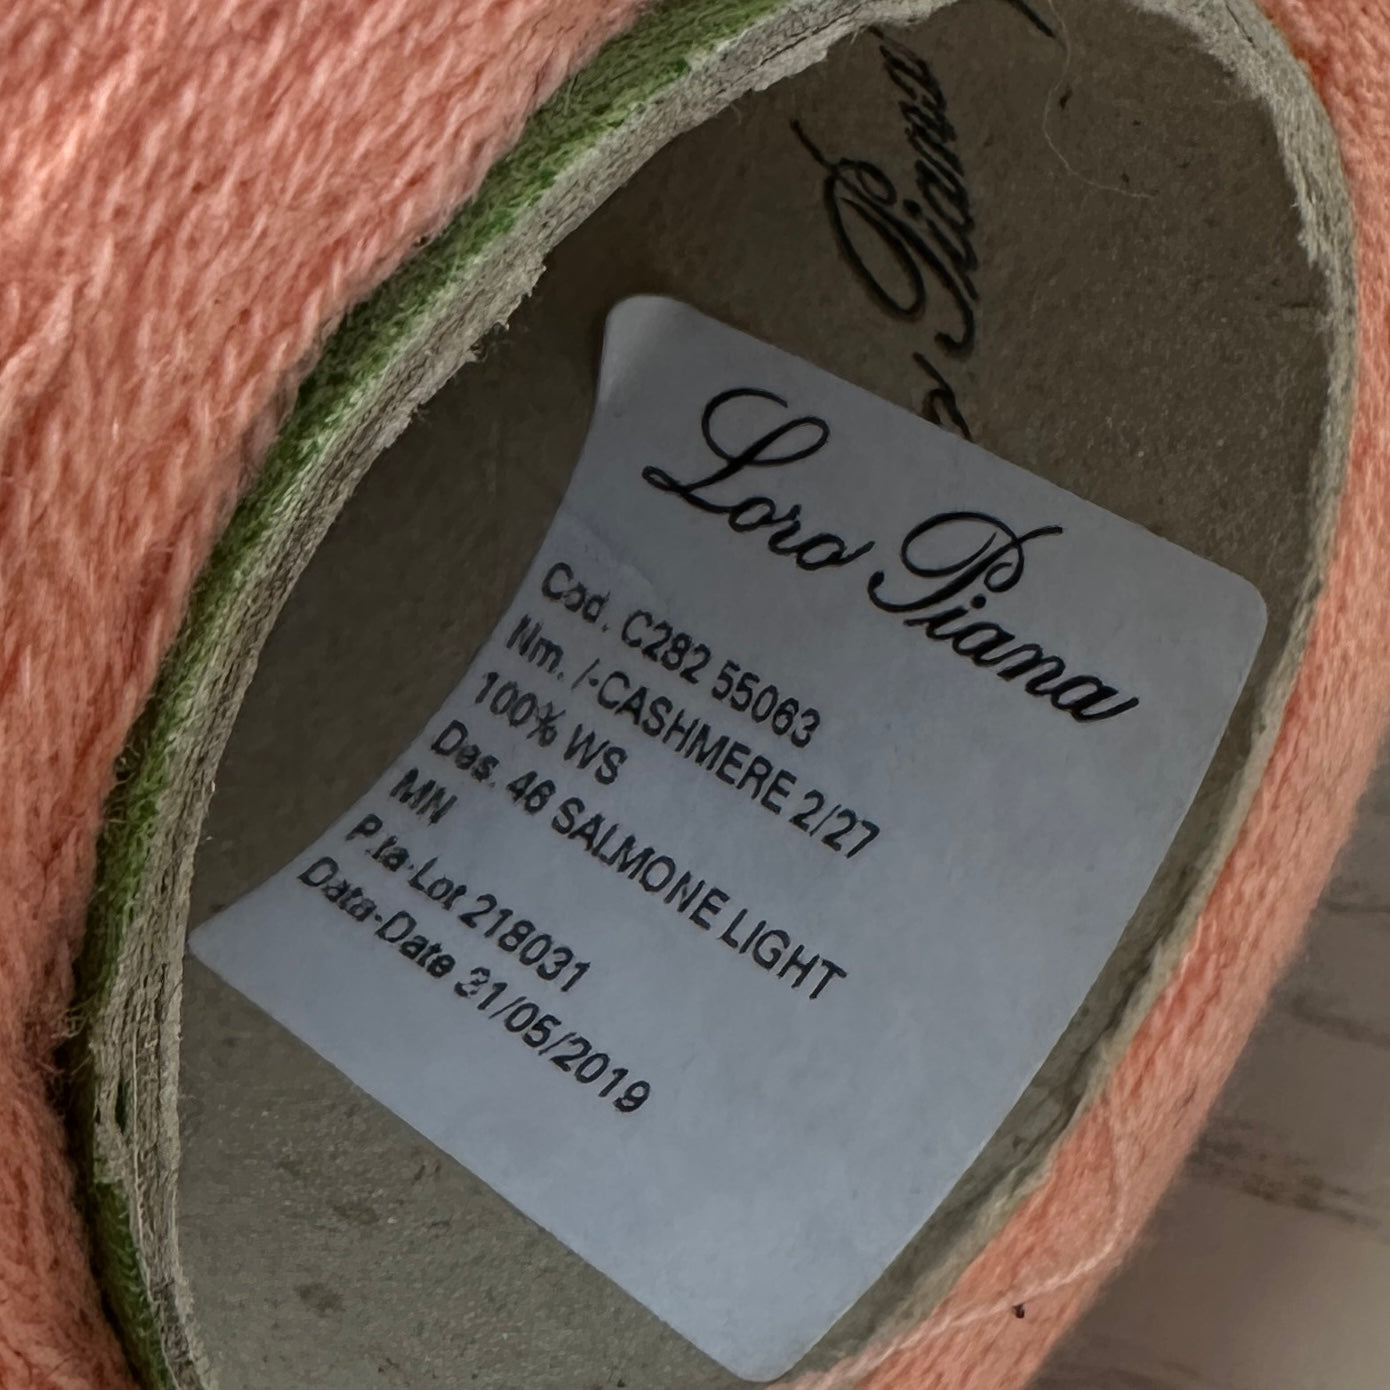 Piana
Loro Piana
Cod. C282 55063
Nm. /-CASHMERE 2/27
100% WS
Des. 46 SALMONE LIGHT
MN
P.ta-Lot 218031
Data-Date 31/05/2019